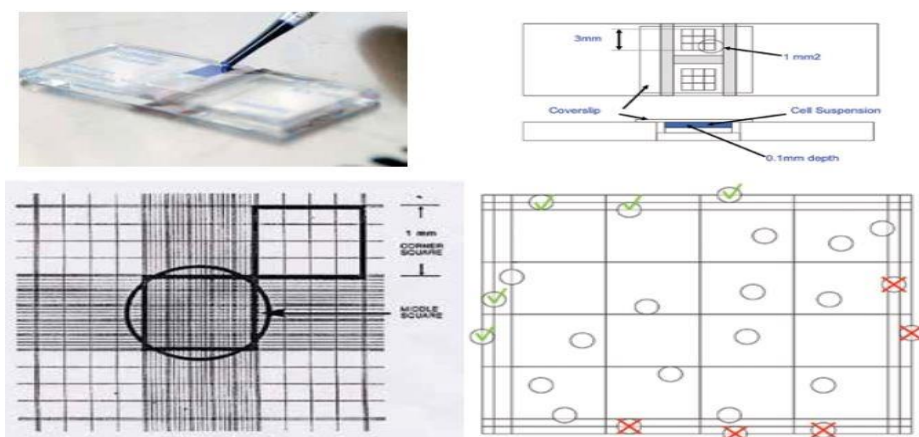 3mm
1 mm2
Coverslip
Cell Suspension
0.1mm depth
1 mm
CORNER
SQUARE
MIDDLE
SQUARE